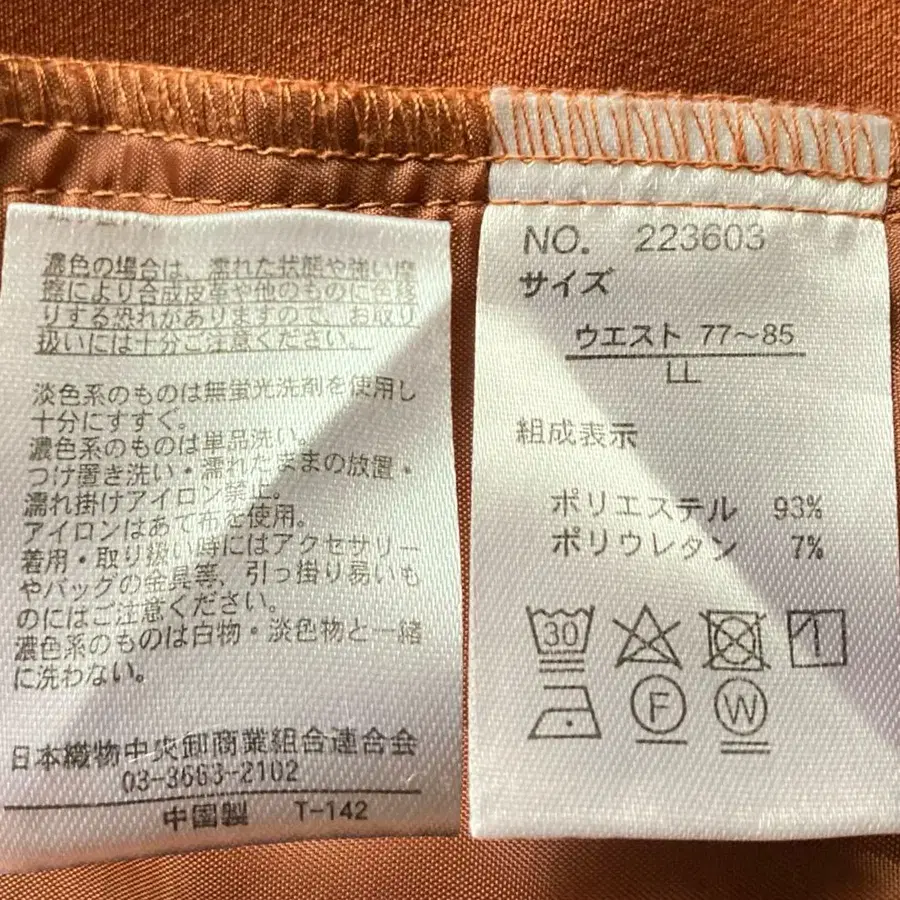 濃色の場合は、濡れた状態や強い摩
擦により合成皮革や他のものに色残
りする恐れがありますので、お取り
扱いには十分ご注意ください。
淡色系のものは無蛍光洗剤を使用し
十分にすすぐ。
濃色系のものは単品洗い。
つけ置き洗い・濡れたままの放置・
濡れ掛けアイロン禁止。
アイロンはあて布を使用。
着用・取り扱い時にはアクセサリー
やバッグの金具等、引っ掛り易いも
のにはご注意ください。
濃色系のものは白物・淡色物と一緒
に洗わない。
日本織物中央卸商業組合連合会
03-3663-2102
中国製 T-142
NO. 223603
サイズ
ウエスト 77～85
LL
組成表示
ポリエステル 93%
ポリウレタン 7%
30
F W